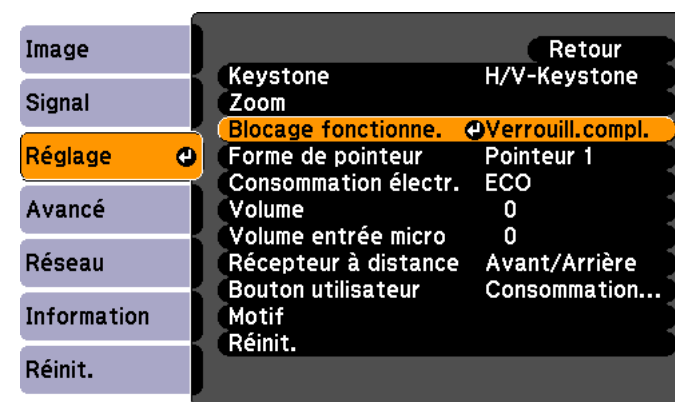 Image
Signal
Réglage
Avancé
Réseau
Information
Réinit.
Retour
Keystone H/V-Keystone
Zoom
Blocage fonctionne. Verrouill.compl.
Forme de pointeur Pointeur 1
Consommation électr. ECO
Volume 0
Volume entrée micro 0
Récepteur à distance Avant/Arrière
Bouton utilisateur Consommation...
Motif
Réinit.